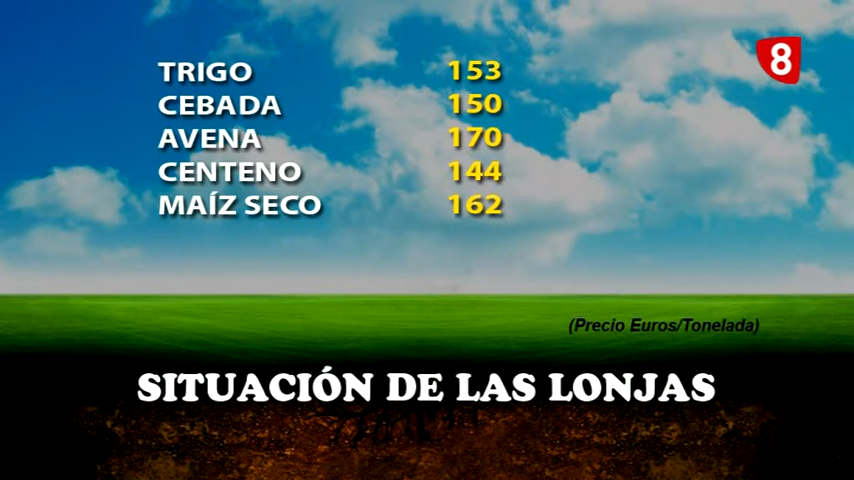 8
TRIGO 153
CEBADA 150
AVENA 170
CENTENO 144
MAÍZ SECO 162
(Precio Euros/Tonelada)
SITUACIÓN DE LAS LONJAS